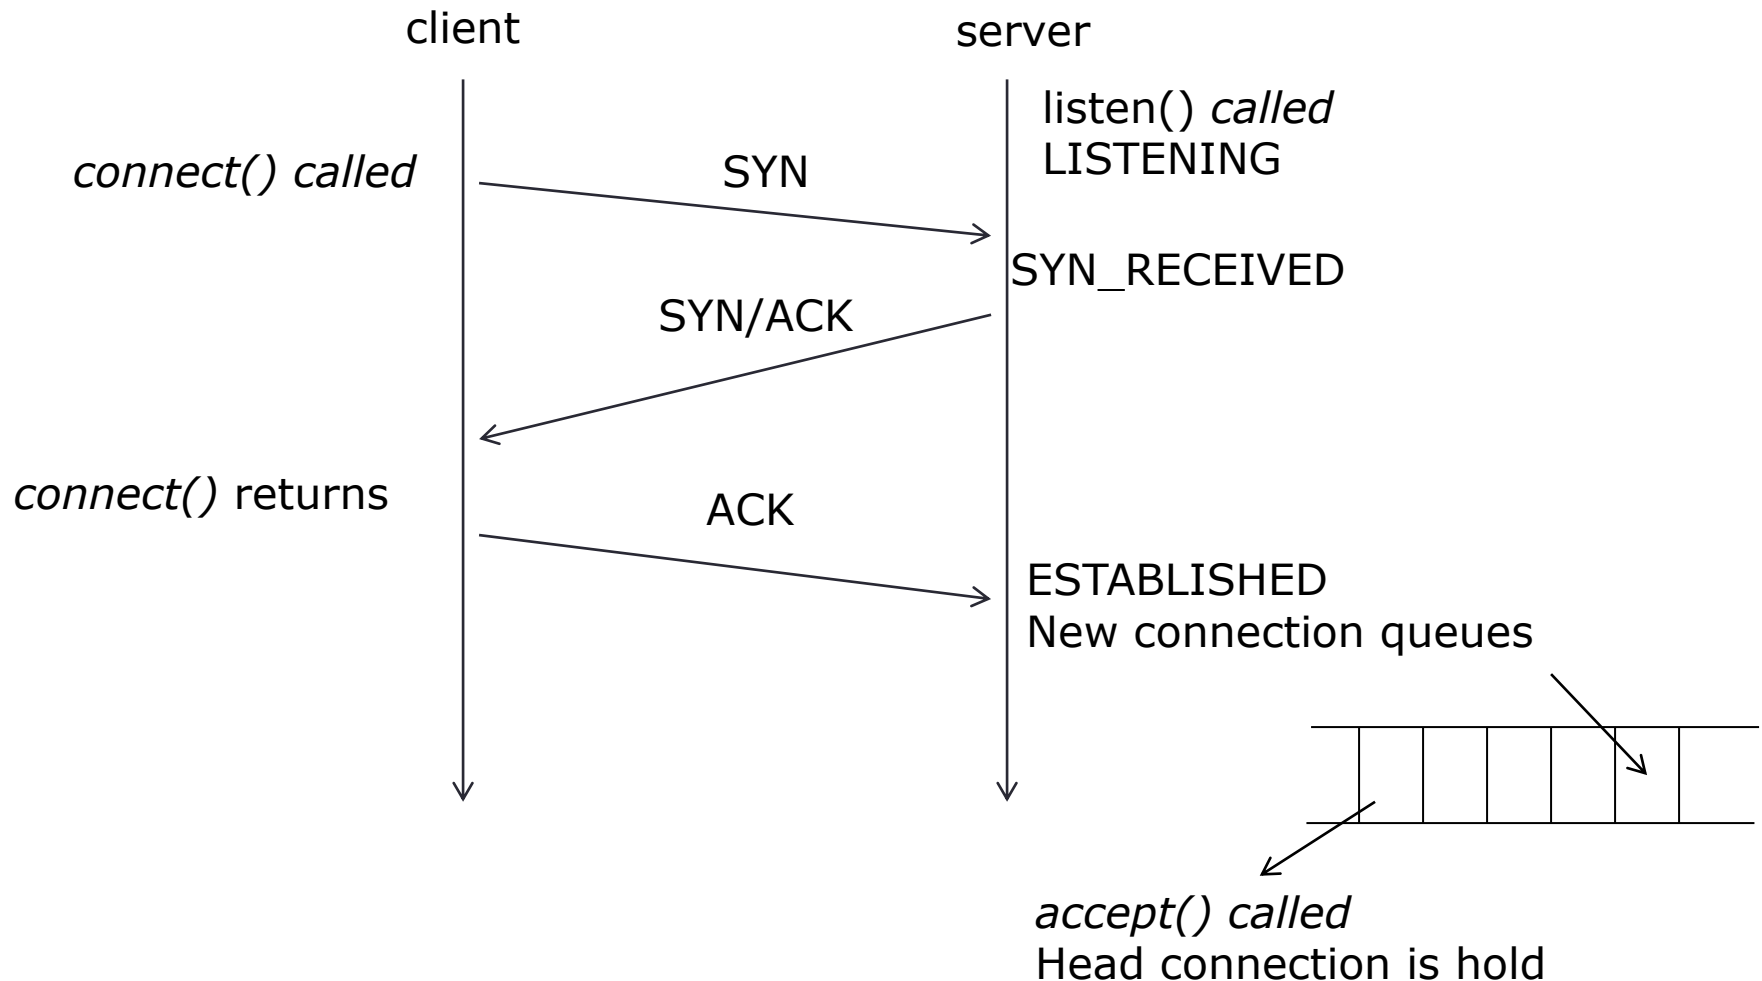 client
server
listen() called
LISTENING
connect() called
SYN
SYN_RECEIVED
SYN/ACK
connect() returns
ACK
ESTABLISHED
New connection queues
accept() called
Head connection is hold